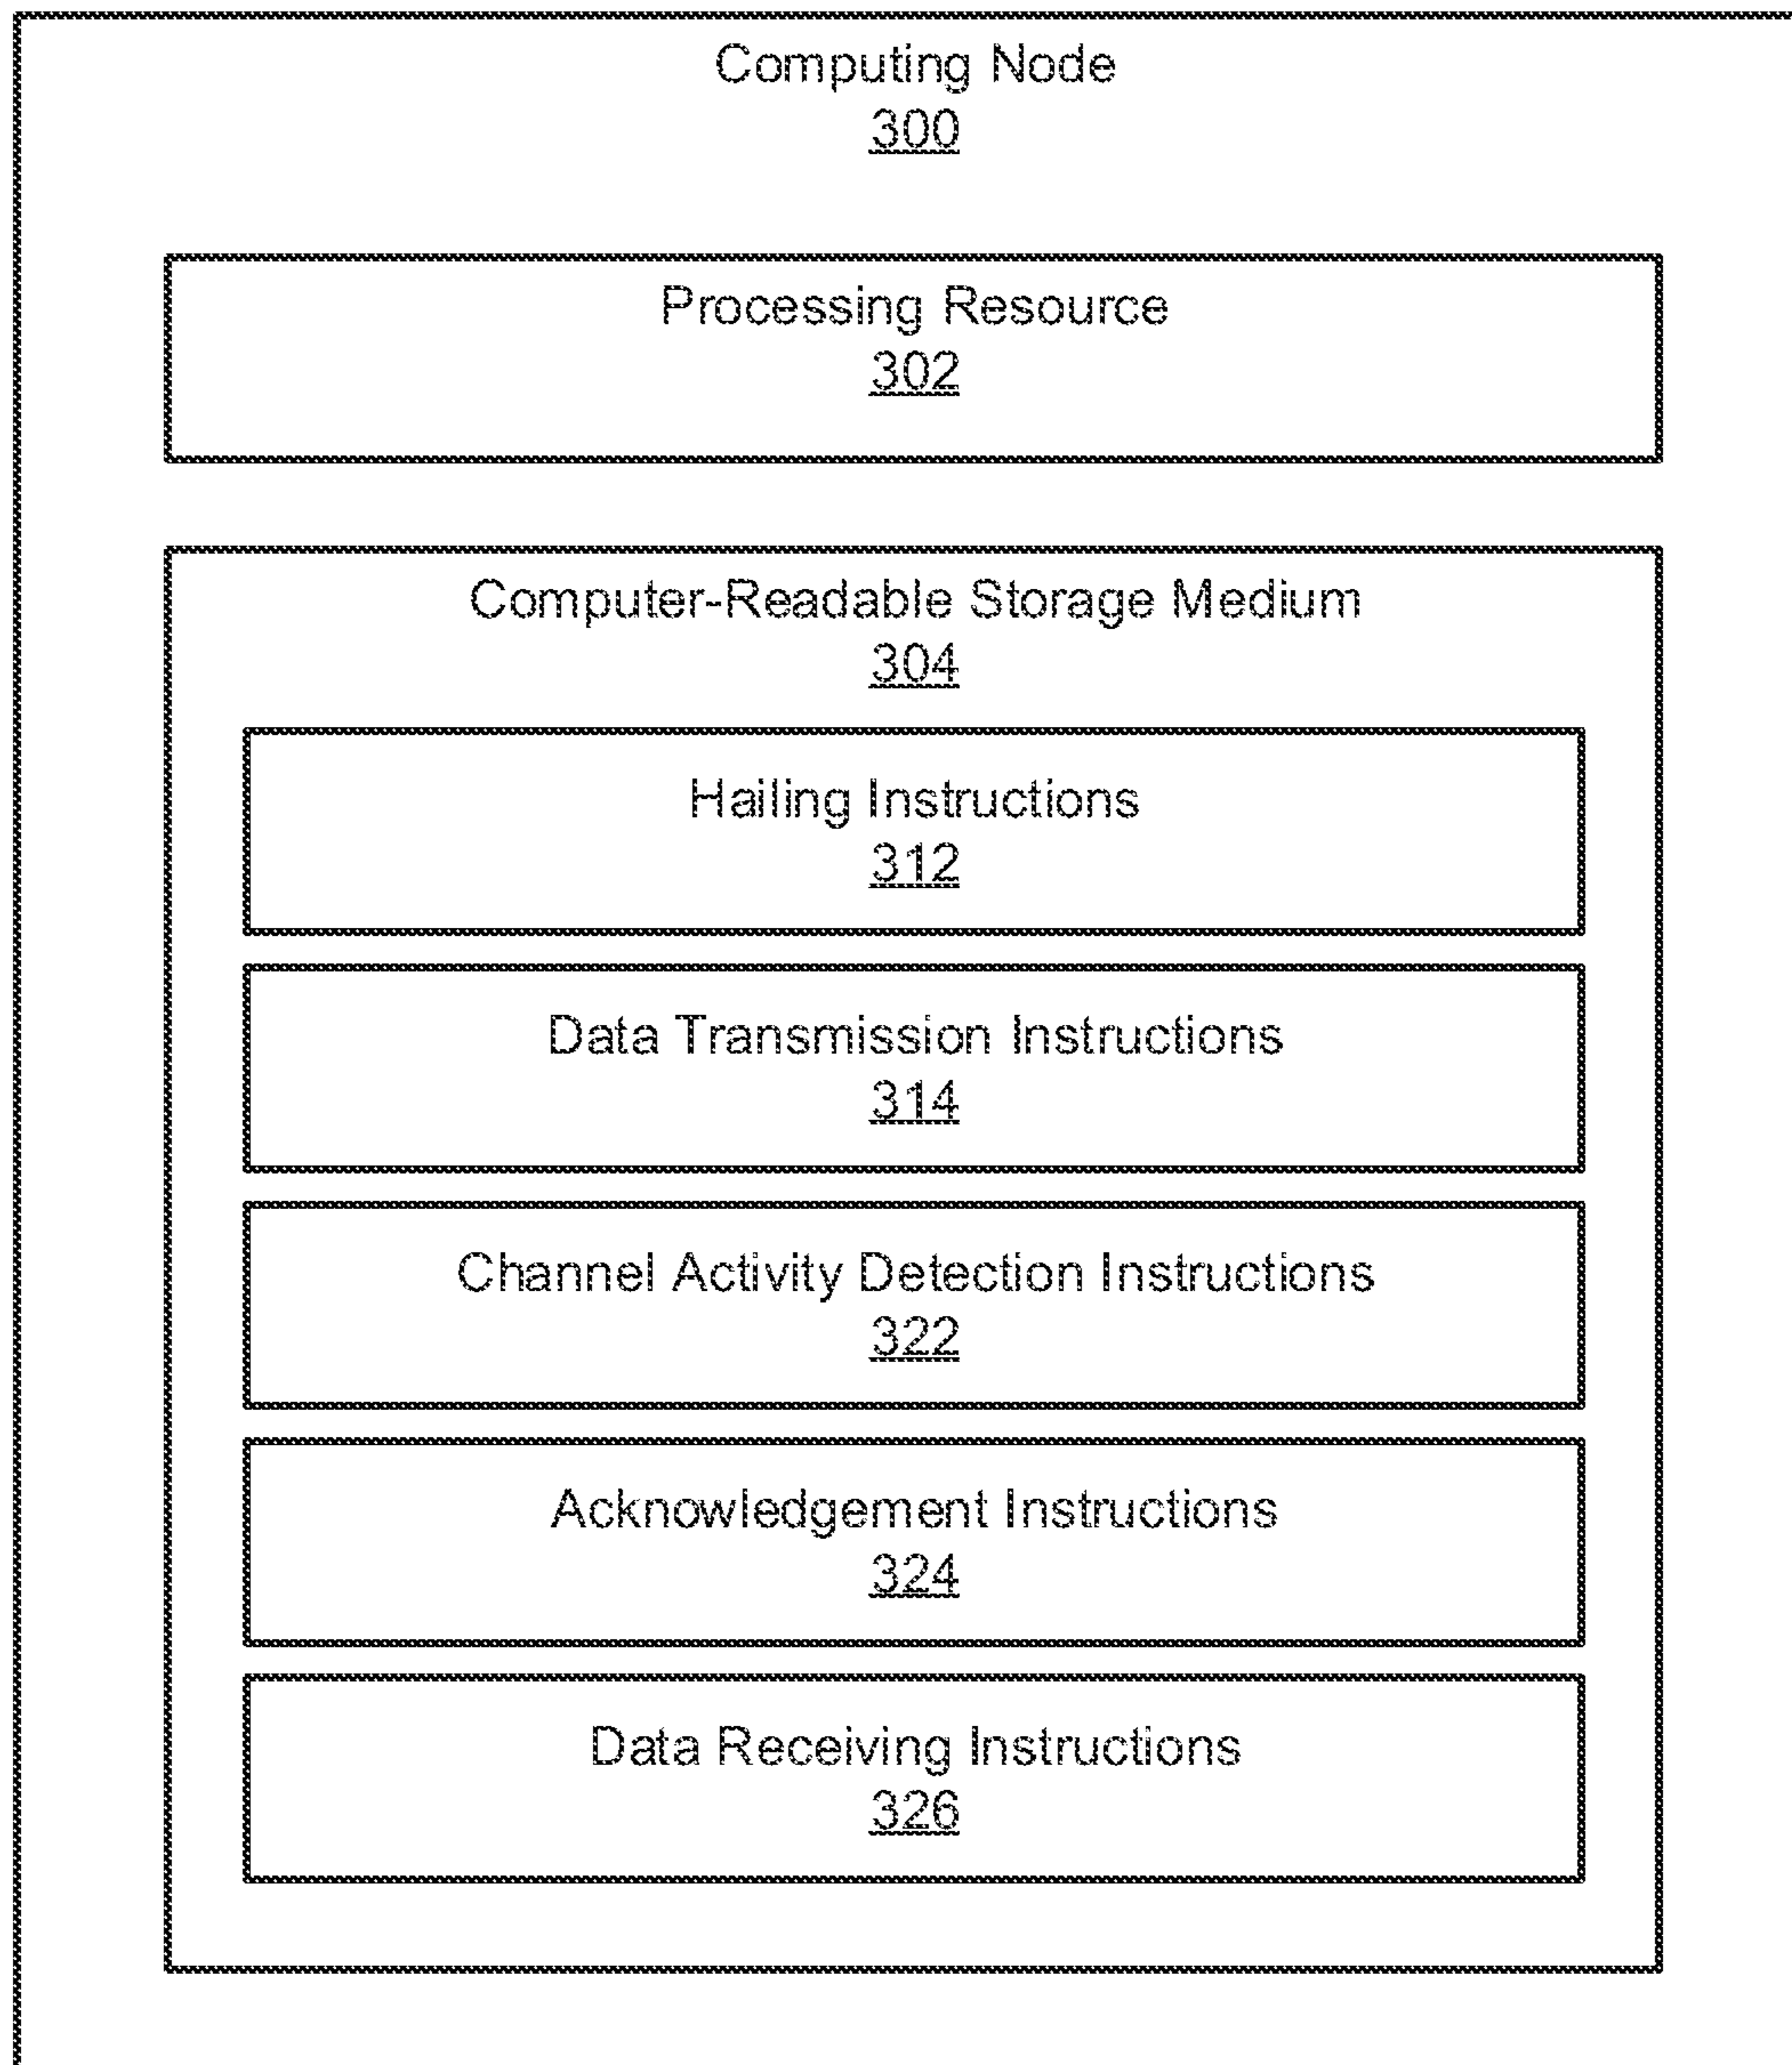 Computing Node
300
Processing Resource
302
Computer-Readable Storage Medium
304
Hailing Instructions
312
Data Transmission Instructions
314
Channel Activity Detection Instructions
322
Acknowledgement Instructions
324
Data Receiving Instructions
326